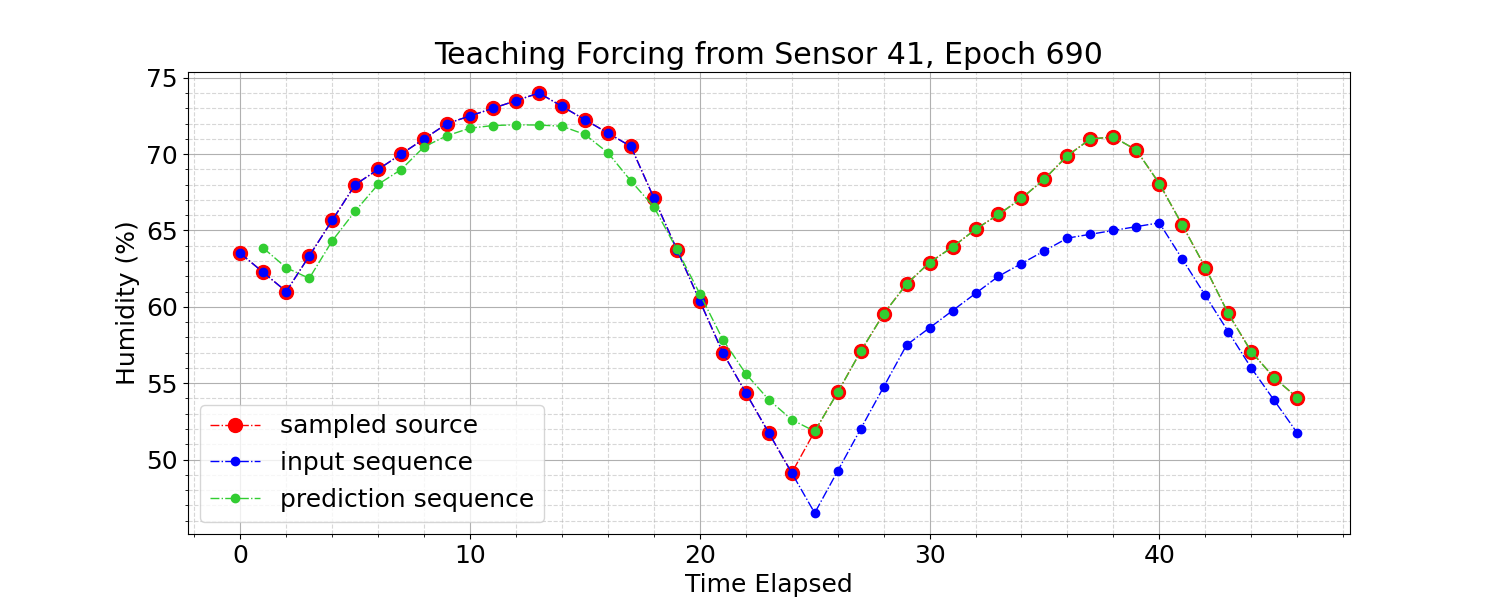 Teaching Forcing from Sensor 41, Epoch 690
75
70
65
60
55
50
Humidity (%)
sampled source
input sequence
prediction sequence
0 10 20 30 40
Time Elapsed